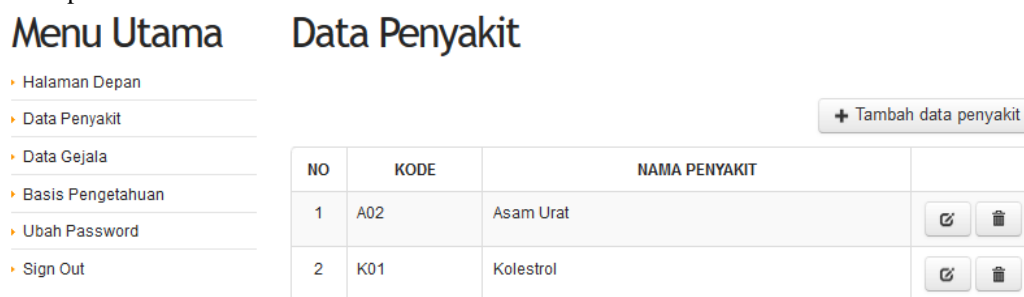 Menu Utama
Halaman Depan
Data Penyakit
Data Gejala
Basis Pengetahuan
Ubah Password
Sign Out
Data Penyakit
Tambah data penyakit
NO KODE NAMA PENYAKIT
1 A02 Asam Urat
2 K01 Kolestrol